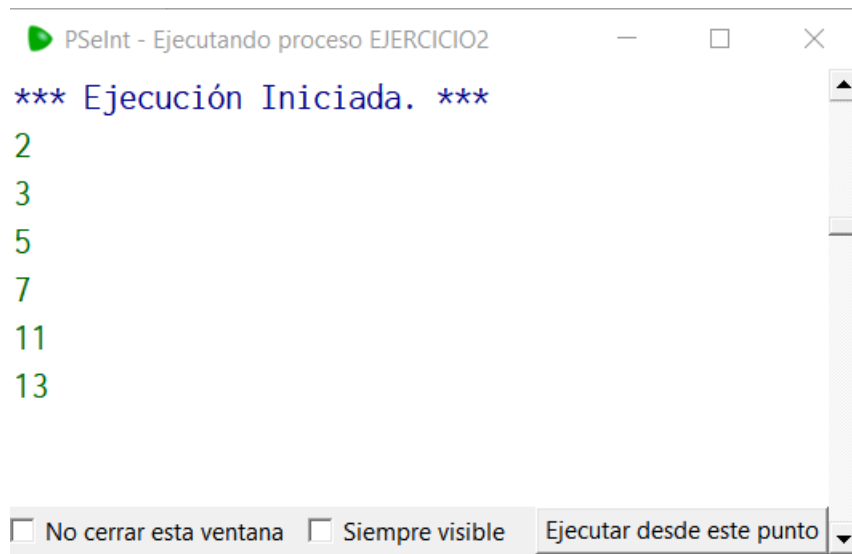 PSeInt - Ejecutando proceso EJERCICIO2
*** Ejecución Iniciada. ***
2
3
5
7
11
13
No cerrar esta ventana Siempre visible Ejecutar desde este punto